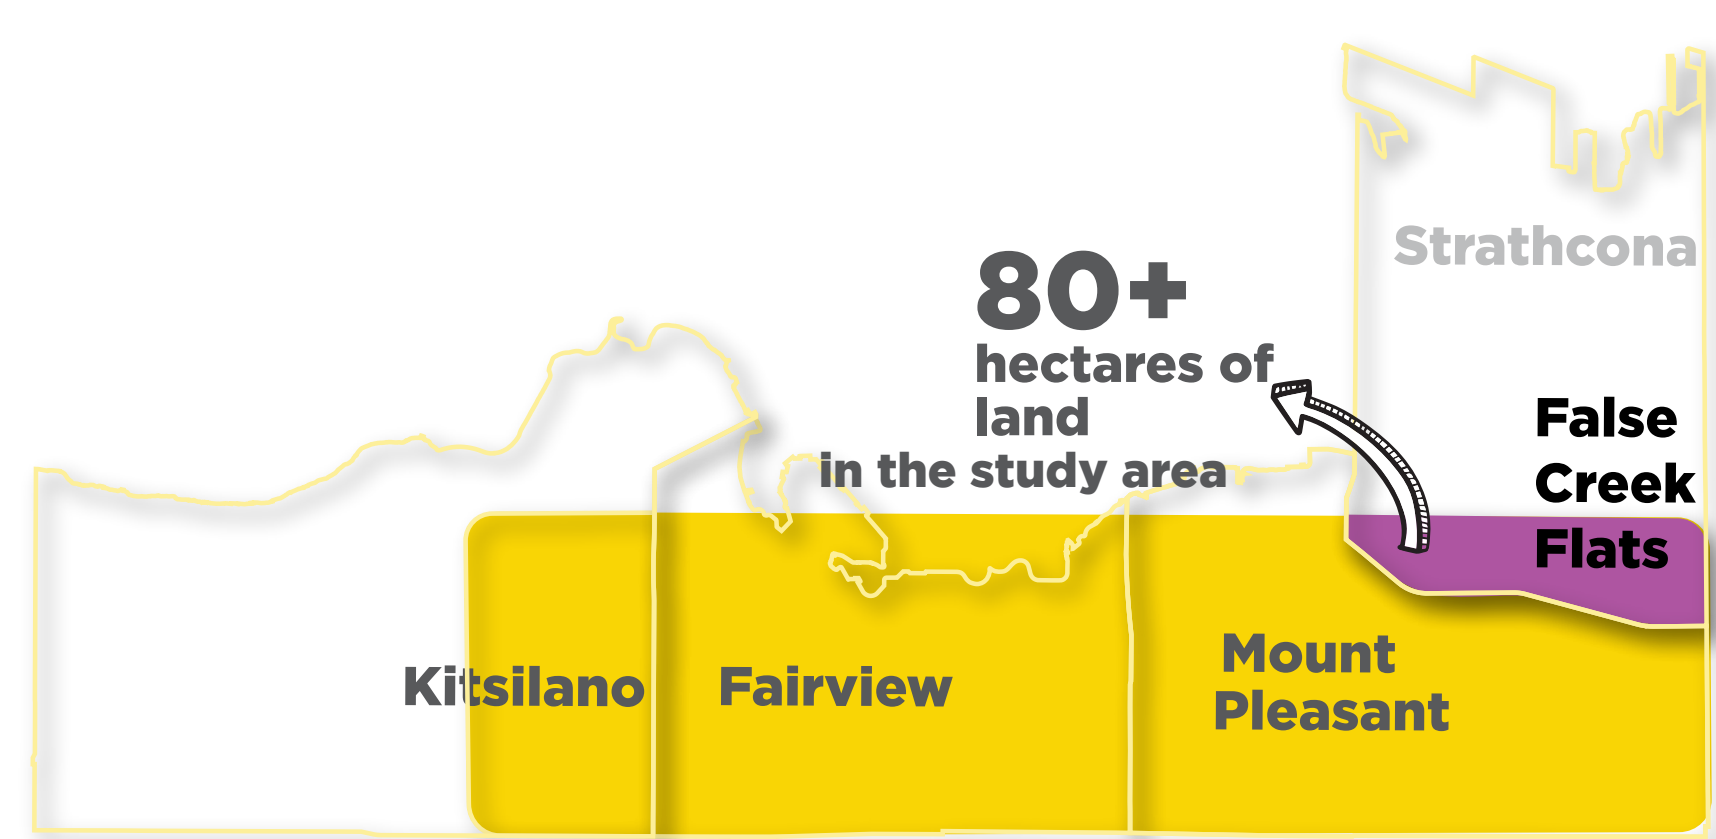 Strathcona
80+
hectares of
land
in the study area
False
Creek
Flats
Kitsilano
Fairview
Mount
Pleasant